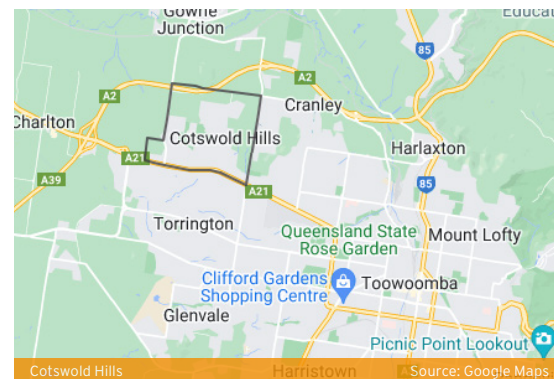 Gowrie
Junction
Educat
85
A2
A2
Cranley
Charlton
Cotswold Hills
Harlaxton
A21
A39
A21
85
Torrington
Queensland State
Rose Garden
Mount Lofty
Clifford Gardens
Shopping Centre
Toowoomba
Glenvale
Picnic Point Lookout
Cotswold Hills
Harristown
A
Source: Google Maps